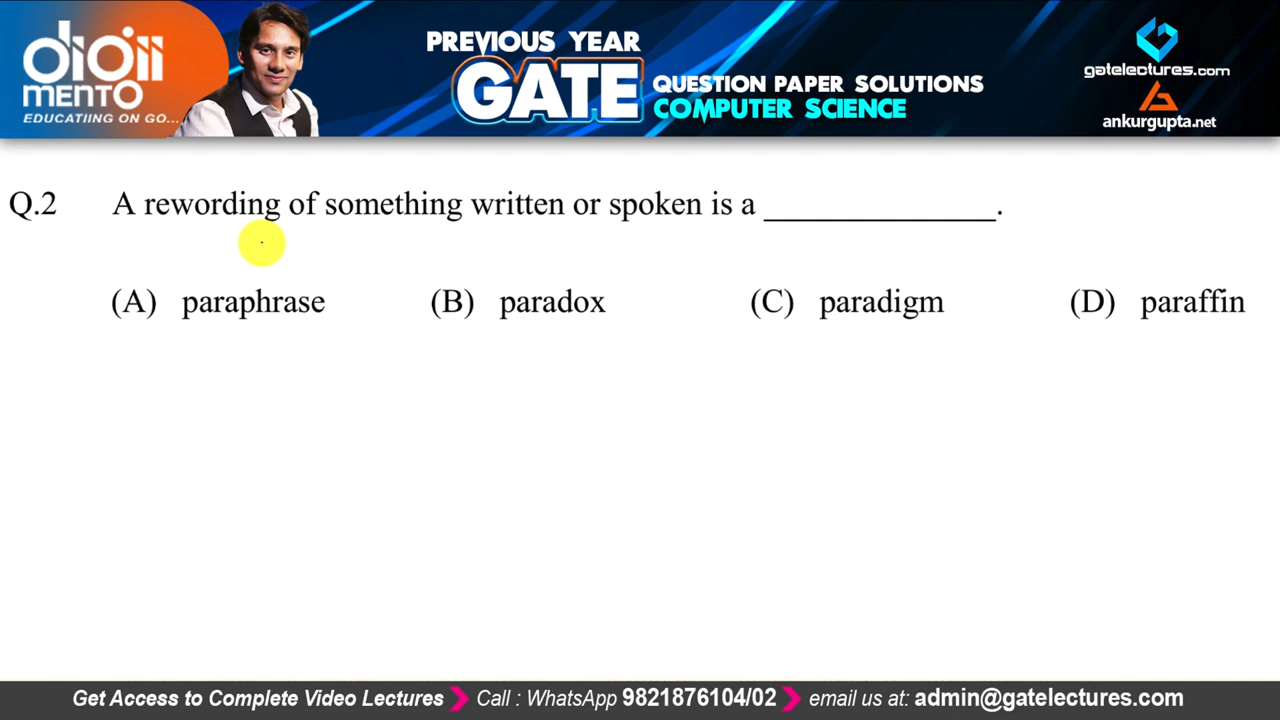 DIGII
MENTO
EDUCATIING ON GO...
PREVIOUS YEAR
GATE
QUESTION PAPER SOLUTIONS
COMPUTER SCIENCE
gatelectures.com
ankurgupta.net
Q.2 A rewording of something written or spoken is a ______________.
(A) paraphrase (B) paradox (C) paradigm (D) paraffin
Get Access to Complete Video Lectures Call : WhatsApp 9821876104/02 email us at: admin@gatelectures.com